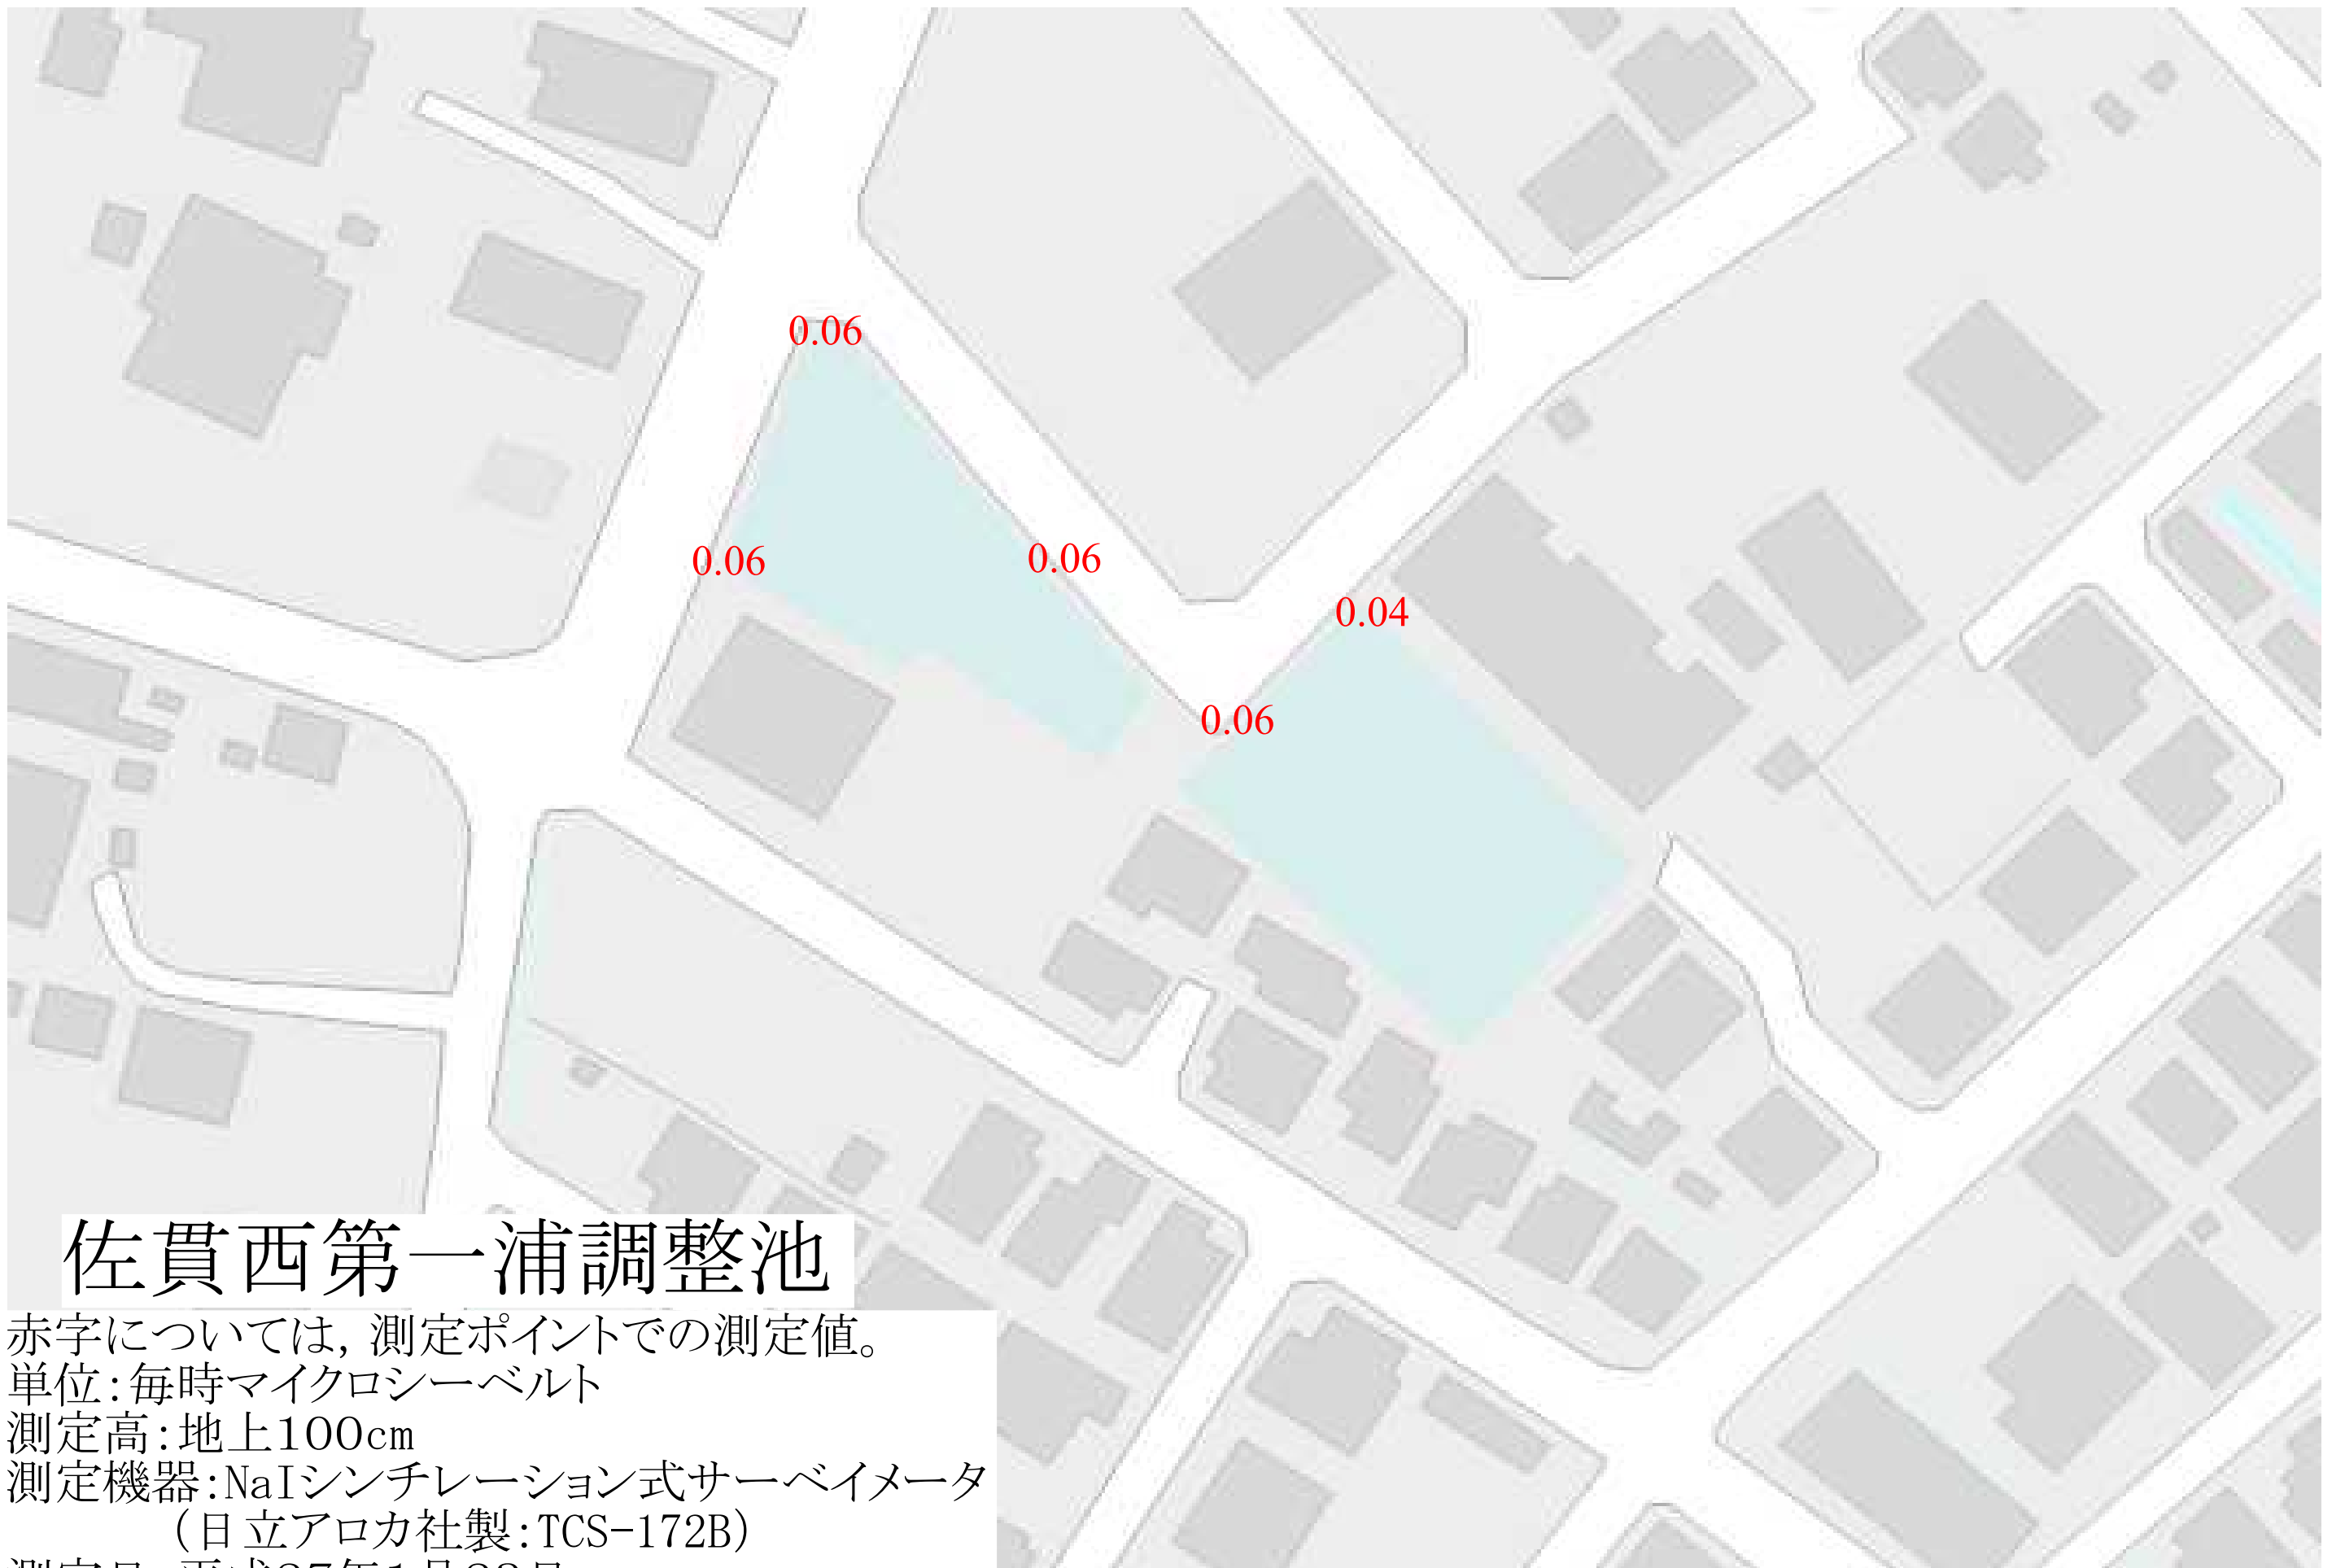 0.06
0.06
0.06
0.04
0.06
佐貫西第一浦調整池
赤字については, 測定ポイントでの測定値。
単位:毎時マイクロシーベルト
測定高:地上100cm
測定機器:NaIシンチレーション式サーベイメータ
(日立アロカ社製:TCS-172B)